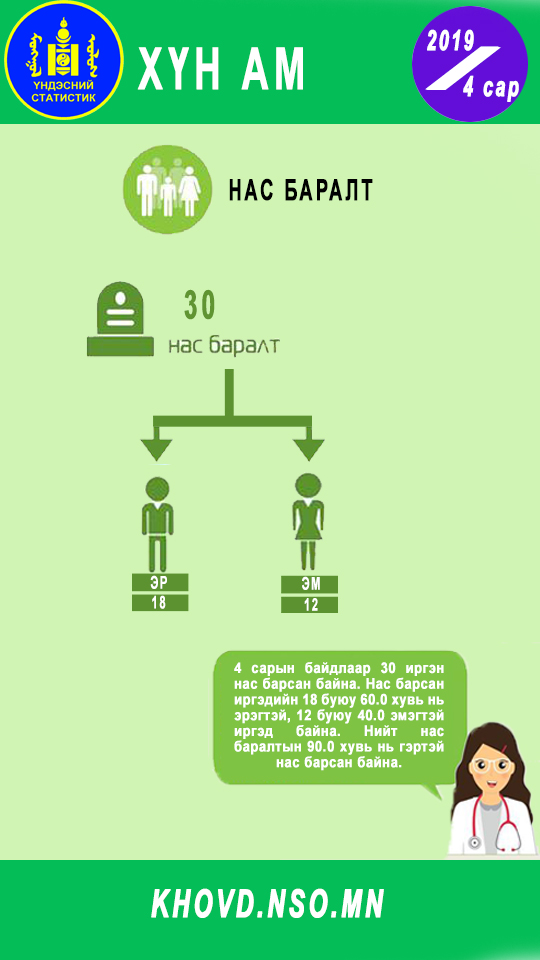 ҮНДЭСНИЙ
СТАТИСТИК
ХҮН АМ
2019
4 сар
НАС БАРАЛТ
30
нас баралт
ЭР
18
ЭМ
12
4 сарын байдлаар 30 иргэн
нас барсан байна. Нас барсан
иргэдийн 18 буюу 60.0 хувь нь
эрэгтэй, 12 буюу 40.0 эмэгтэй
иргэд байна. Нийт нас
баралтын 90.0 хувь нь гэртэй
нас барсан байна.
KHOVD.NSO.MN